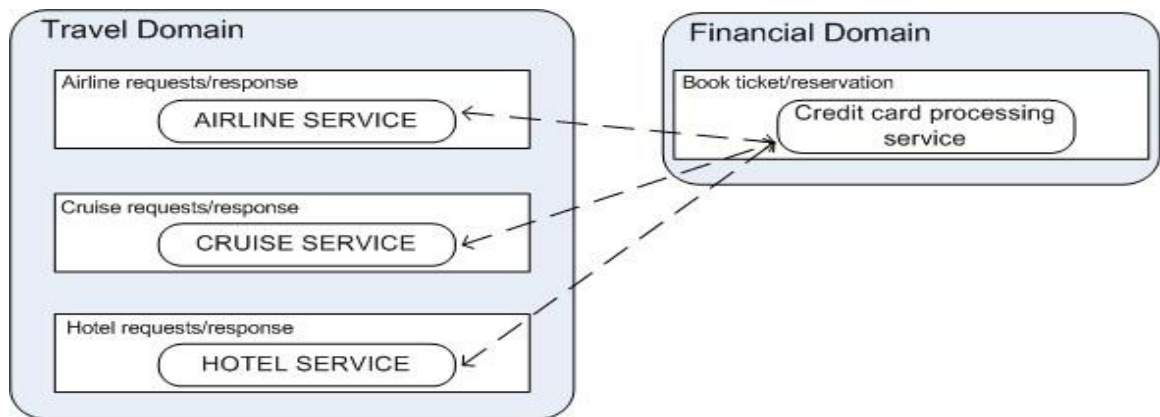 Travel Domain
Airline requests/response
AIRLINE SERVICE
Cruise requests/response
CRUISE SERVICE
Hotel requests/response
HOTEL SERVICE
Financial Domain
Book ticket/reservation
Credit card processing
service